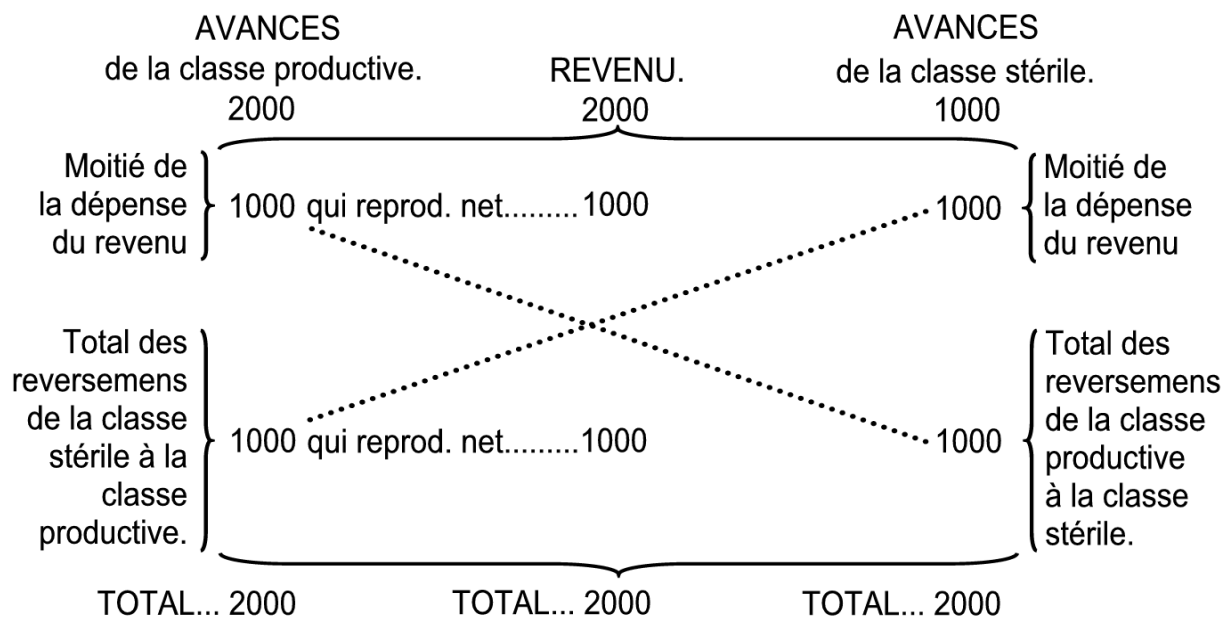 AVANCES
de la classe productive.
2000
REVENU.
2000
AVANCES
de la classe stérile.
1000
Moitié de
la dépense
du revenu
1000 qui reprod. net......... 1000
1000
Moitié de
la dépense
du revenu
Total des
reversemens
de la classe
stérile à la
classe
productive.
1000 qui reprod. net.........1000
1000
Total des
reversemens
de la classe
productive
à la classe
stérile.
TOTAL... 2000
TOTAL... 2000
TOTAL... 2000